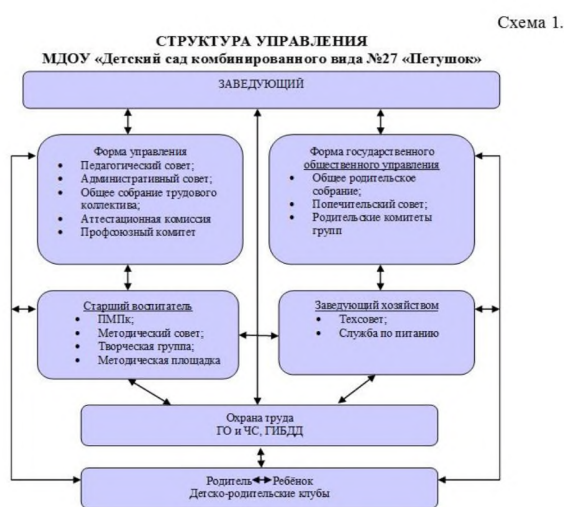 Схема 1.
СТРУКТУРА УПРАВЛЕНИЯ
МДОУ «Детский сад комбинированного вида №27 «Петушок»
ЗАВЕДУЮЩИЙ
Форма управления
• Педагогический совет;
• Административный совет;
• Общее собрание трудового
коллектива;
• Аттестационная комиссия
• Профсоюзный комитет
Форма государственного
общественного управления
• Общее родительское
собрание;
• Попечительский совет;
• Родительские комитеты
групп
Старший воспитатель
• ПМПк;
• Методический совет;
• Творческая группа;
• Методическая площадка
Заведующий хозяйством
• Техсовет;
• Служба по питанию
Охрана труда
ГО и ЧС, ГИБДД
Родитель Ребёнок
Детско-родительские клубы